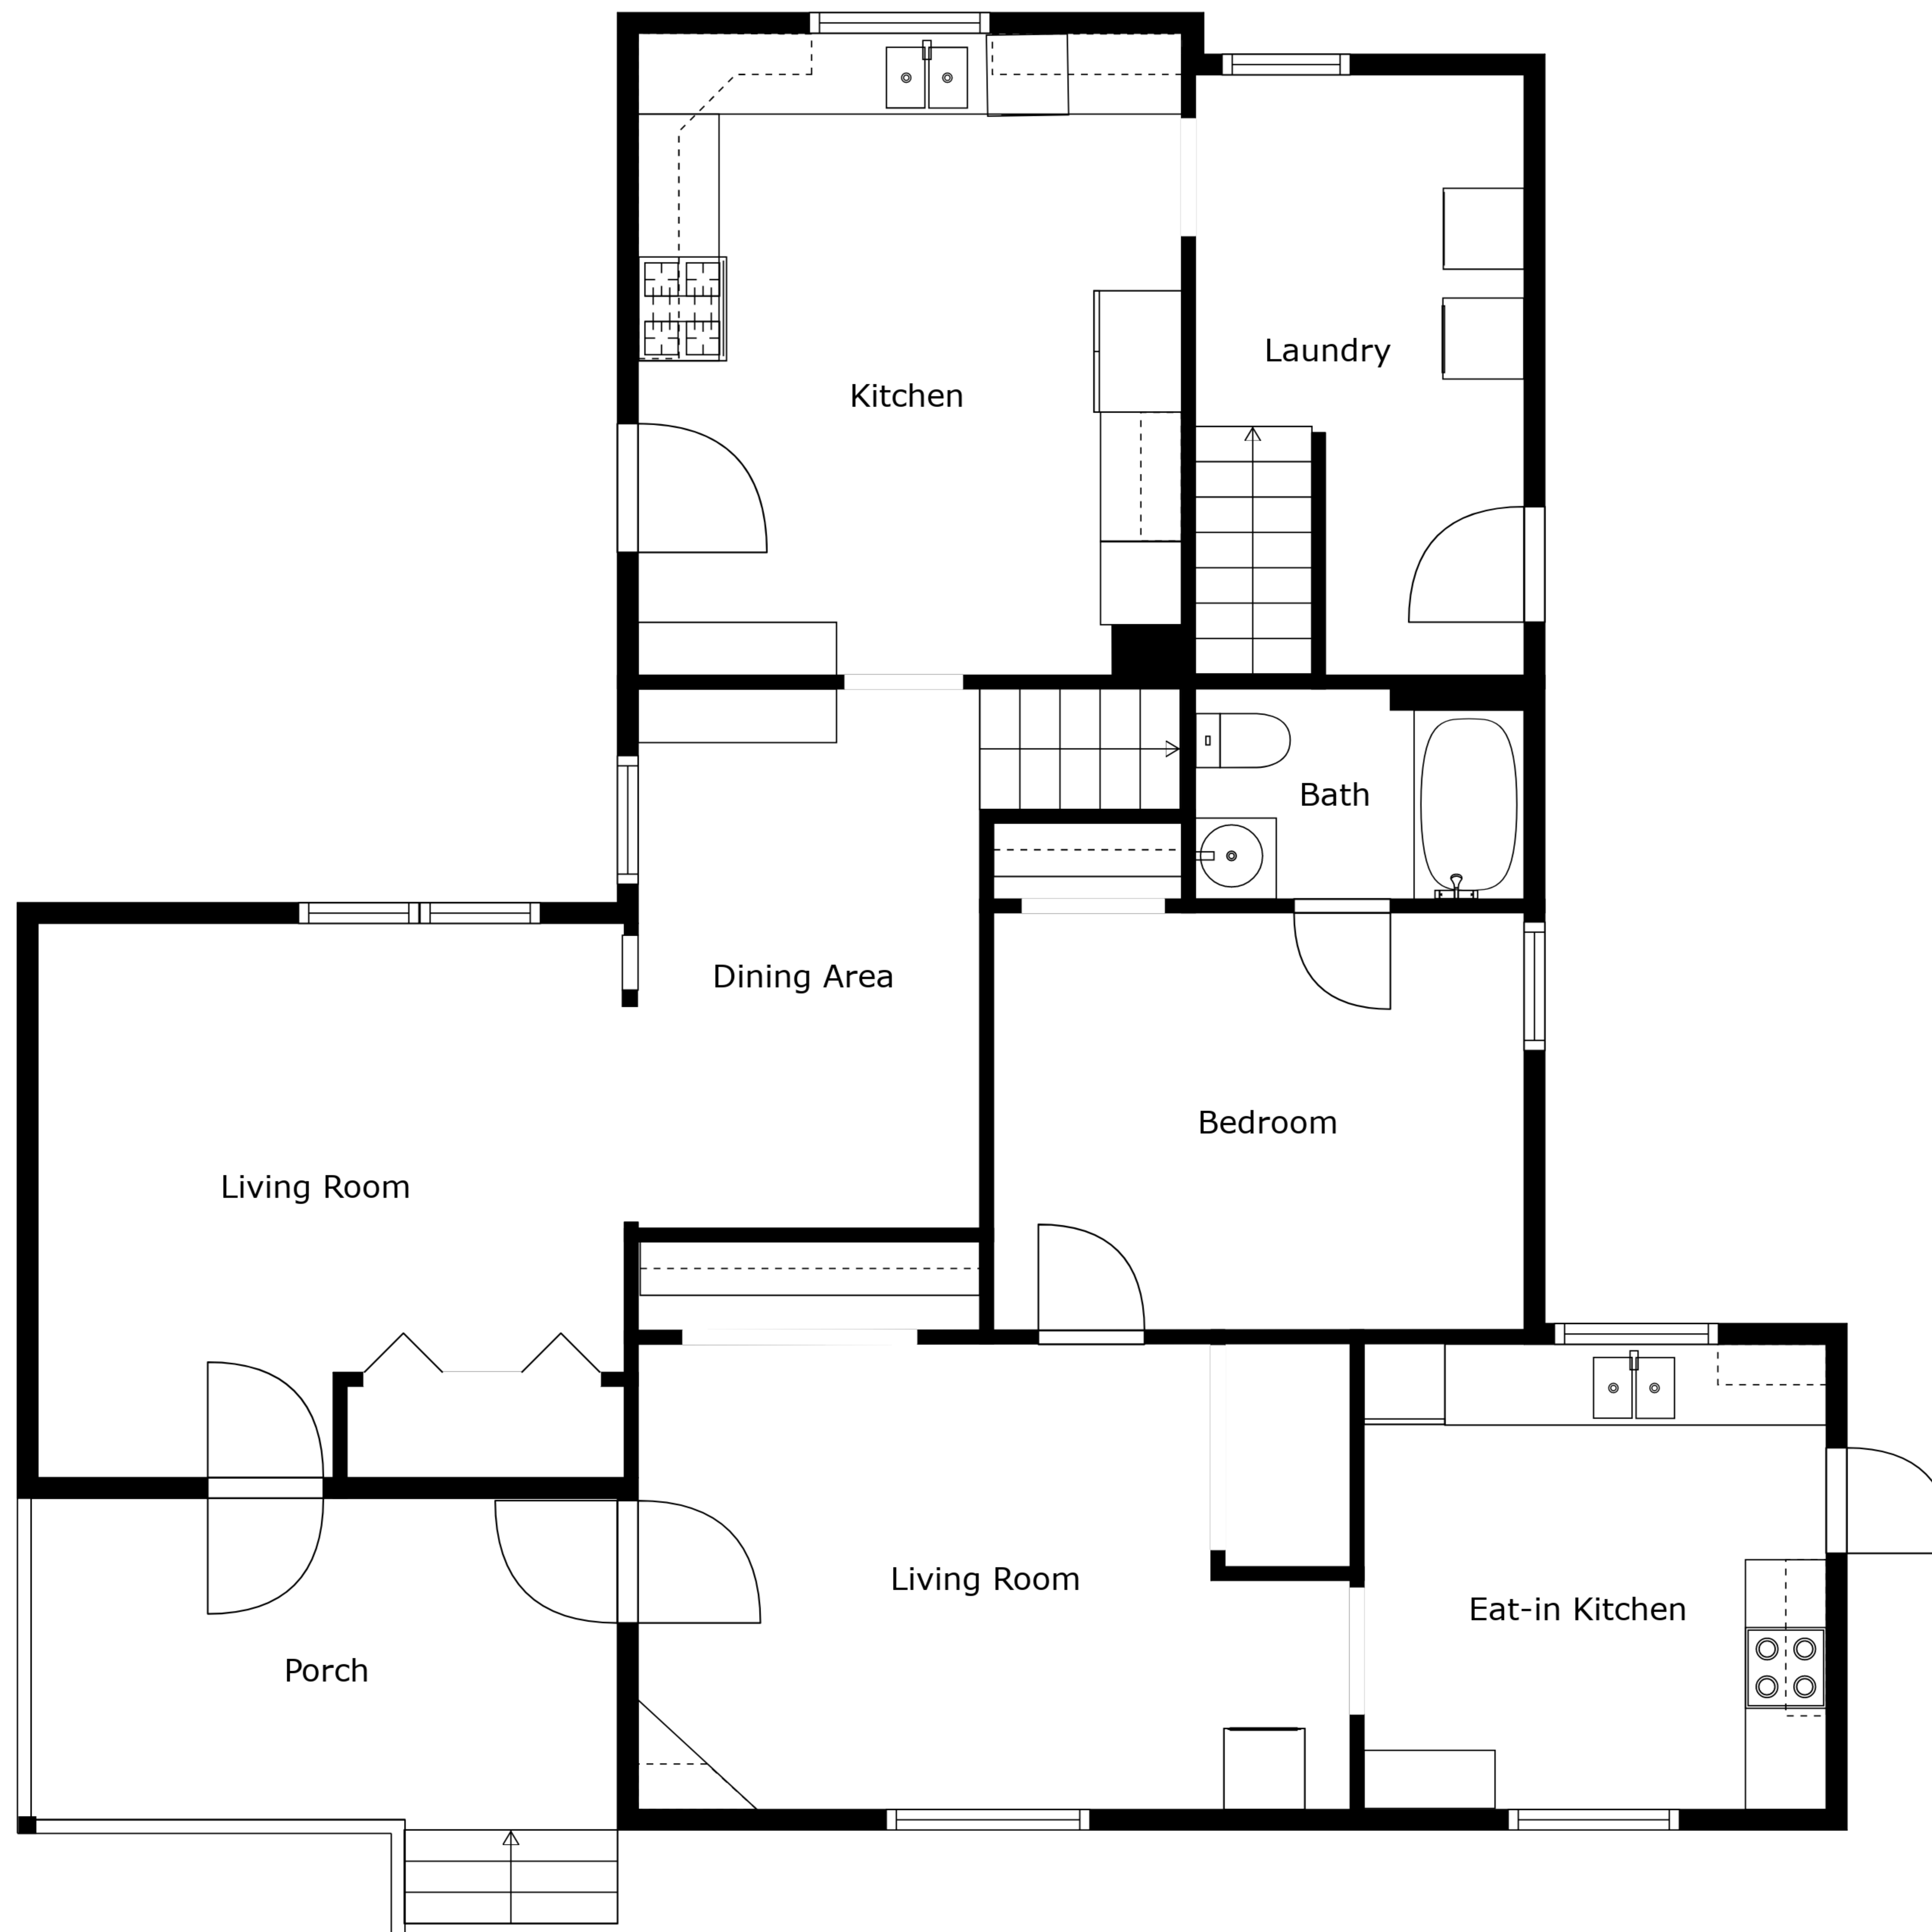 Laundry
Kitchen
Bath
Dining Area
Bedroom
Living Room
Living Room
Eat-in Kitchen
Porch